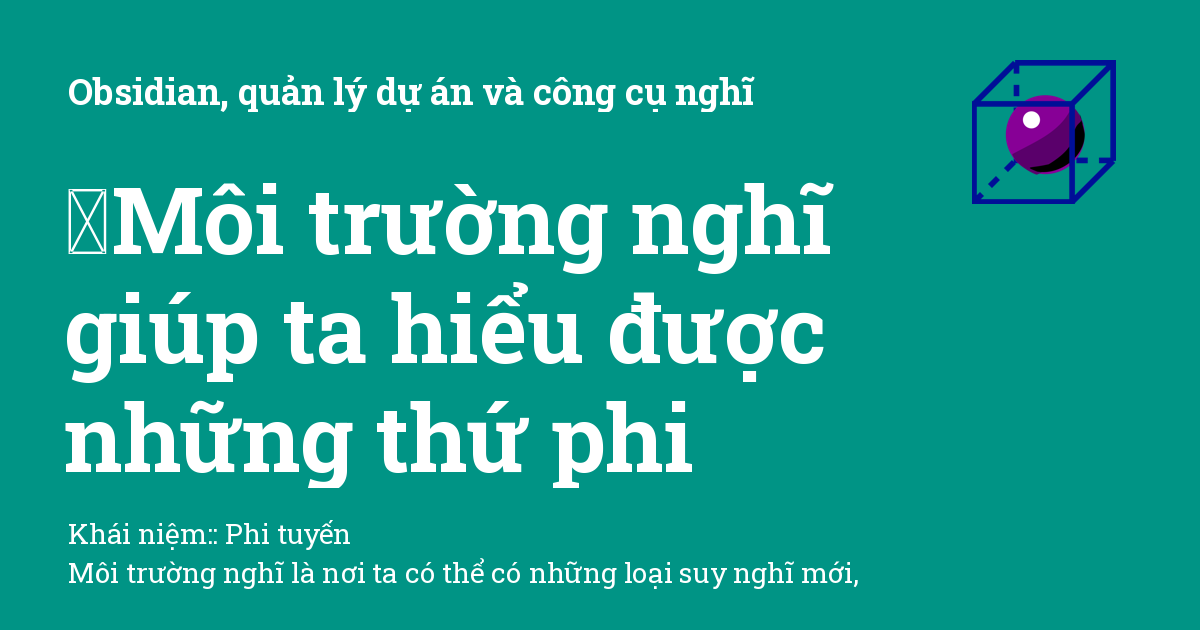 Obsidian, quản lý dự án và công cụ nghĩ
Môi trường nghĩ
giúp ta hiểu được
những thứ phi
Khái niệm:: Phi tuyến
Môi trường nghĩ là nơi ta có thể có những loại suy nghĩ mới,